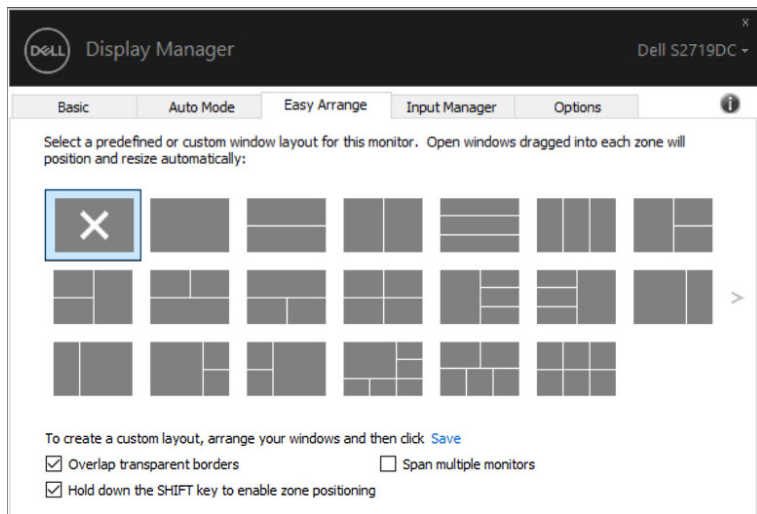 x
DELL Display Manager
Dell S2719DC
Basic Auto Mode Easy Arrange Input Manager Options i
Select a predefined or custom window layout for this monitor. Open windows dragged into each zone will
position and resize automatically:
>
To create a custom layout, arrange your windows and then click Save
Overlap transparent borders Span multiple monitors
Hold down the SHIFT key to enable zone positioning